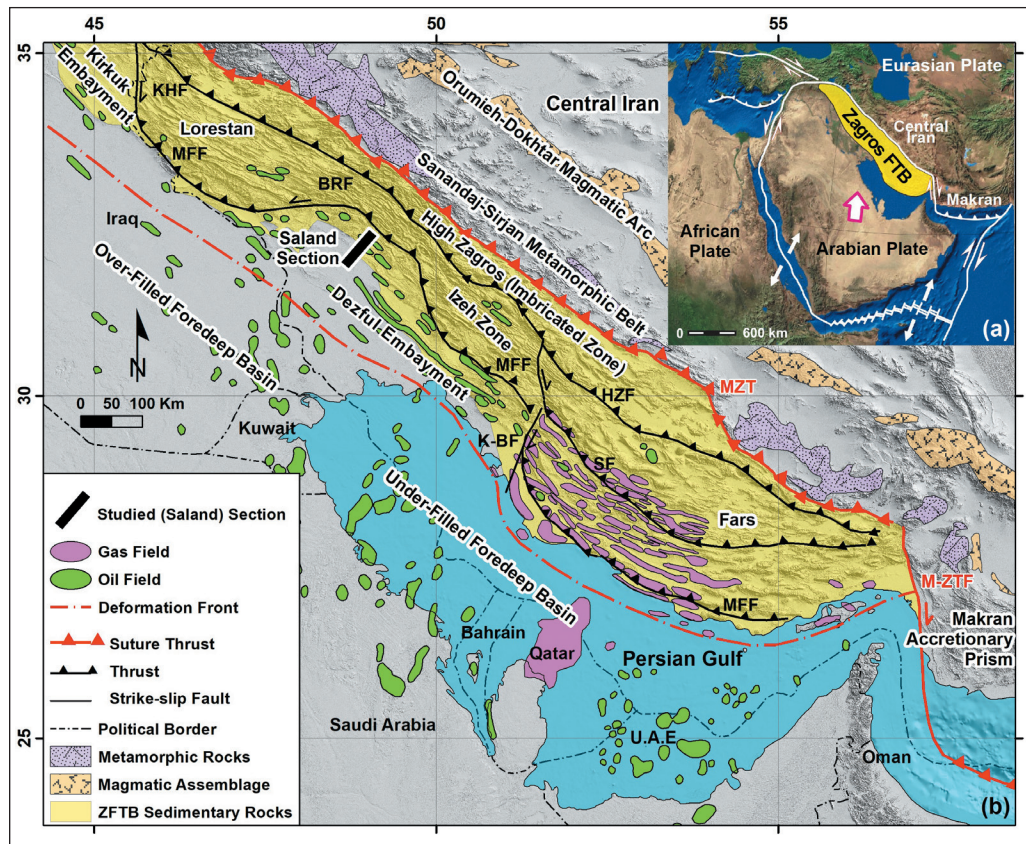 45
50
55
35
30
25
Kirkuk
Embayment
KHF
Lorestan
MFF
BRF
Iraq
Saland
Section
Orumieh-Dokhtar Magmatic Arc
Central Iran
Sanandaj-Sirjan Metamorphic Belt
High Zagros (Imbricated Zone)
Izeh Zone
Over-Filled Foredeep Basin
Dezful Embayment
MFF
N
0 50 100 Km
Kuwait
K-BF
HZF
MZT
SF
Fars
Under-Filled Foredeep Basin
MFF
M-ZTF
Makran
Accretionary
Prism
Bahrain
Qatar
Persian Gulf
Saudi Arabia
U.A.E
Oman
(b)
Eurasian Plate
Zagros FTB
Central
Iran
Makran
African
Plate
Arabian Plate
0 600 km
(a)
Studied (Saland) Section
Gas Field
Oil Field
Deformation Front
Suture Thrust
Thrust
Strike-slip Fault
Political Border
Metamorphic Rocks
Magmatic Assemblage
ZFTB Sedimentary Rocks